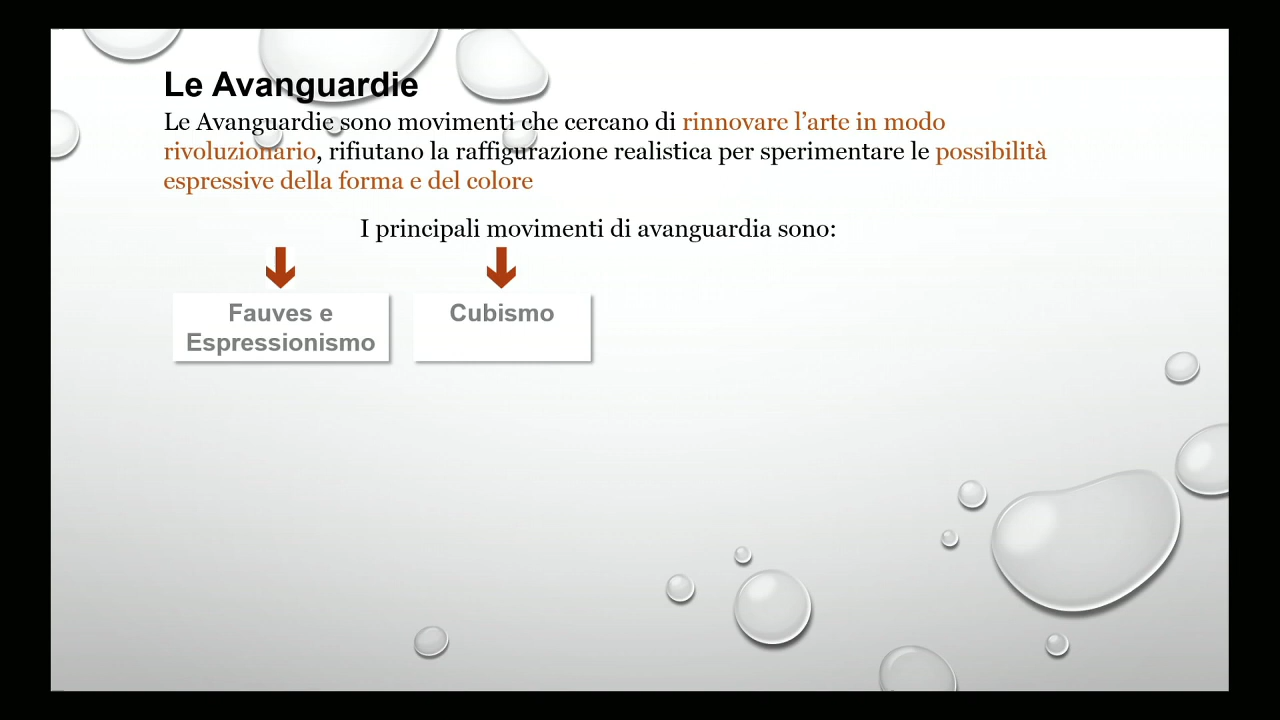 Le Avanguardie
Le Avanguardie sono movimenti che cercano di rinnovare l’arte in modo
rivoluzionario, rifiutano la raffigurazione realistica per sperimentare le possibilità
espressive della forma e del colore
I principali movimenti di avanguardia sono:
Fauves e
Espressionismo
Cubismo